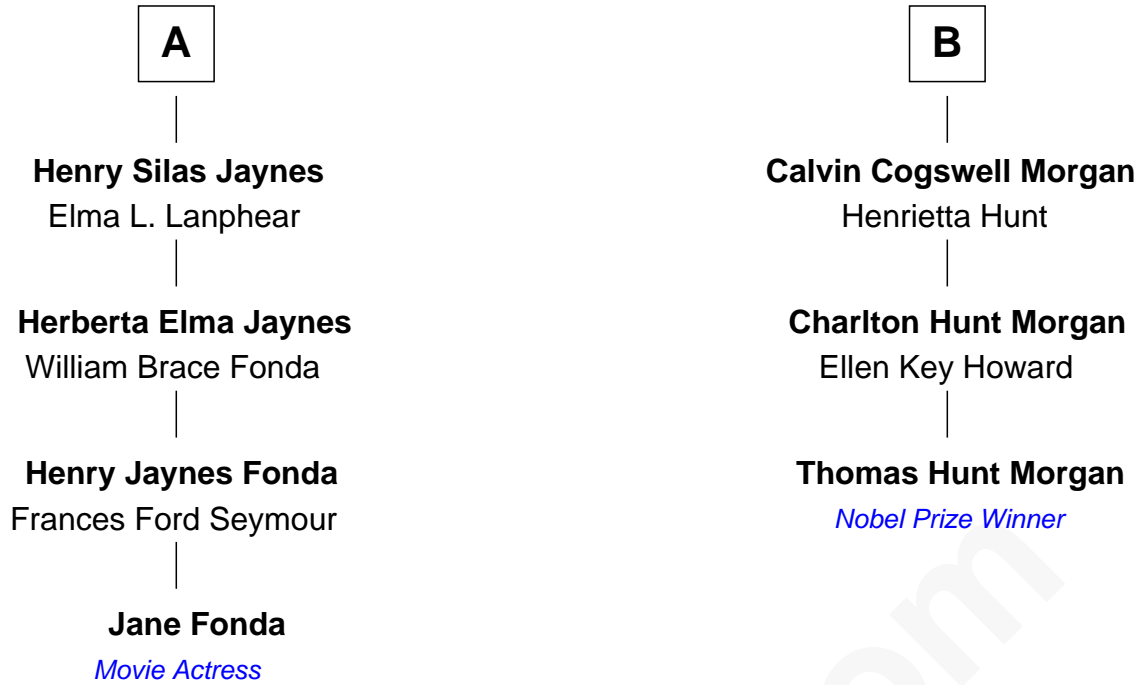 A
Henry Silas Jaynes
Elma L. Lanphear
Herberta Elma Jaynes
William Brace Fonda
Henry Jaynes Fonda
Frances Ford Seymour
Jane Fonda
Movie Actress
B
Calvin Cogswell Morgan
Henrietta Hunt
Charlton Hunt Morgan
Ellen Key Howard
Thomas Hunt Morgan
Nobel Prize Winner
om